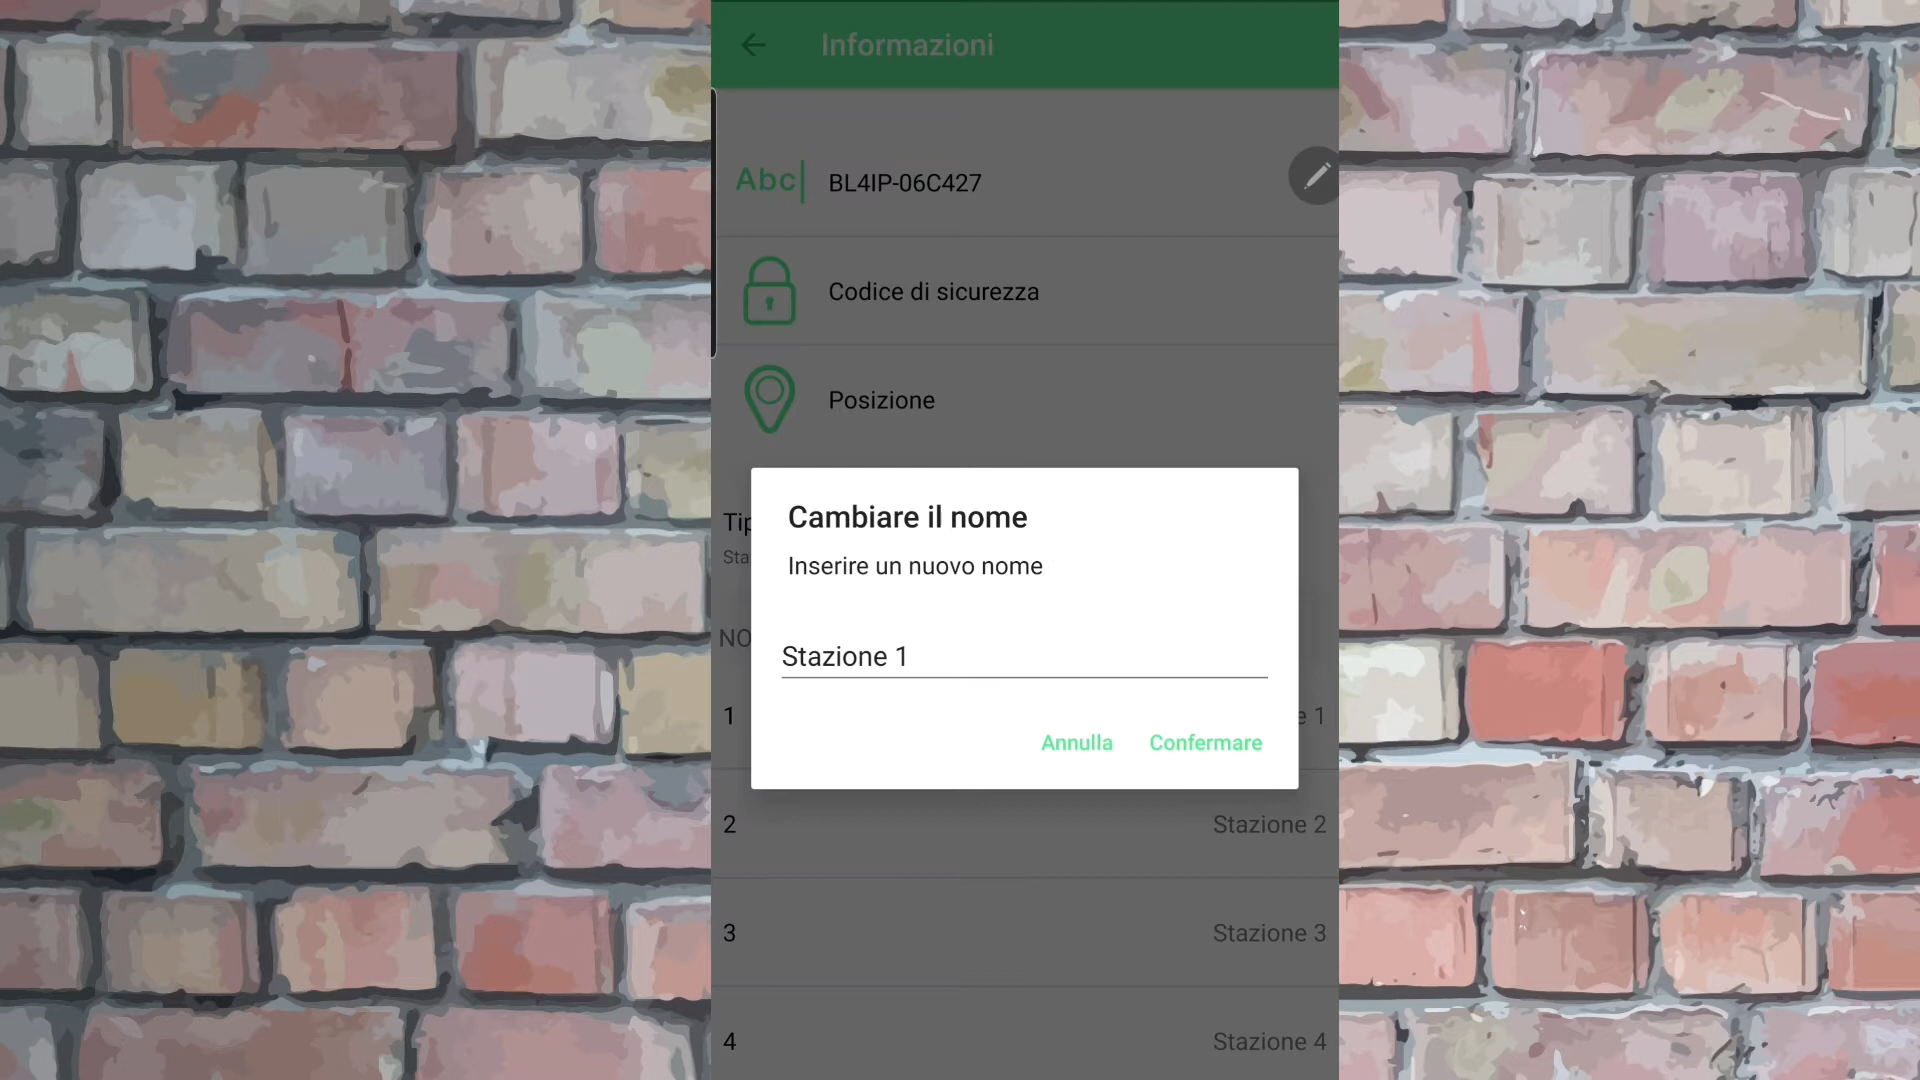 Informazioni
Abc
BL4IP-06C427
Codice di sicurezza
Posizione
Cambiare il nome
Inserire un nuovo nome
Stazione 1
Annulla Confermare
1
2 Stazione 2
3 Stazione 3
4 Stazione 4